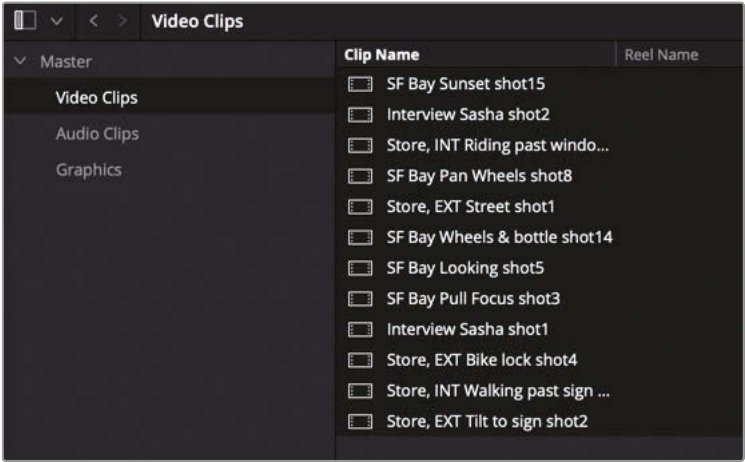 Video Clips
Master
Video Clips
Audio Clips
Graphics
Clip Name Reel Name
SF Bay Sunset shot15
Interview Sasha shot2
Store, INT Riding past windo...
SF Bay Pan Wheels shot8
Store, EXT Street shot1
SF Bay Wheels & bottle shot14
SF Bay Looking shot5
SF Bay Pull Focus shot3
Interview Sasha shot1
Store, EXT Bike lock shot4
Store, INT Walking past sign ...
Store, EXT Tilt to sign shot2